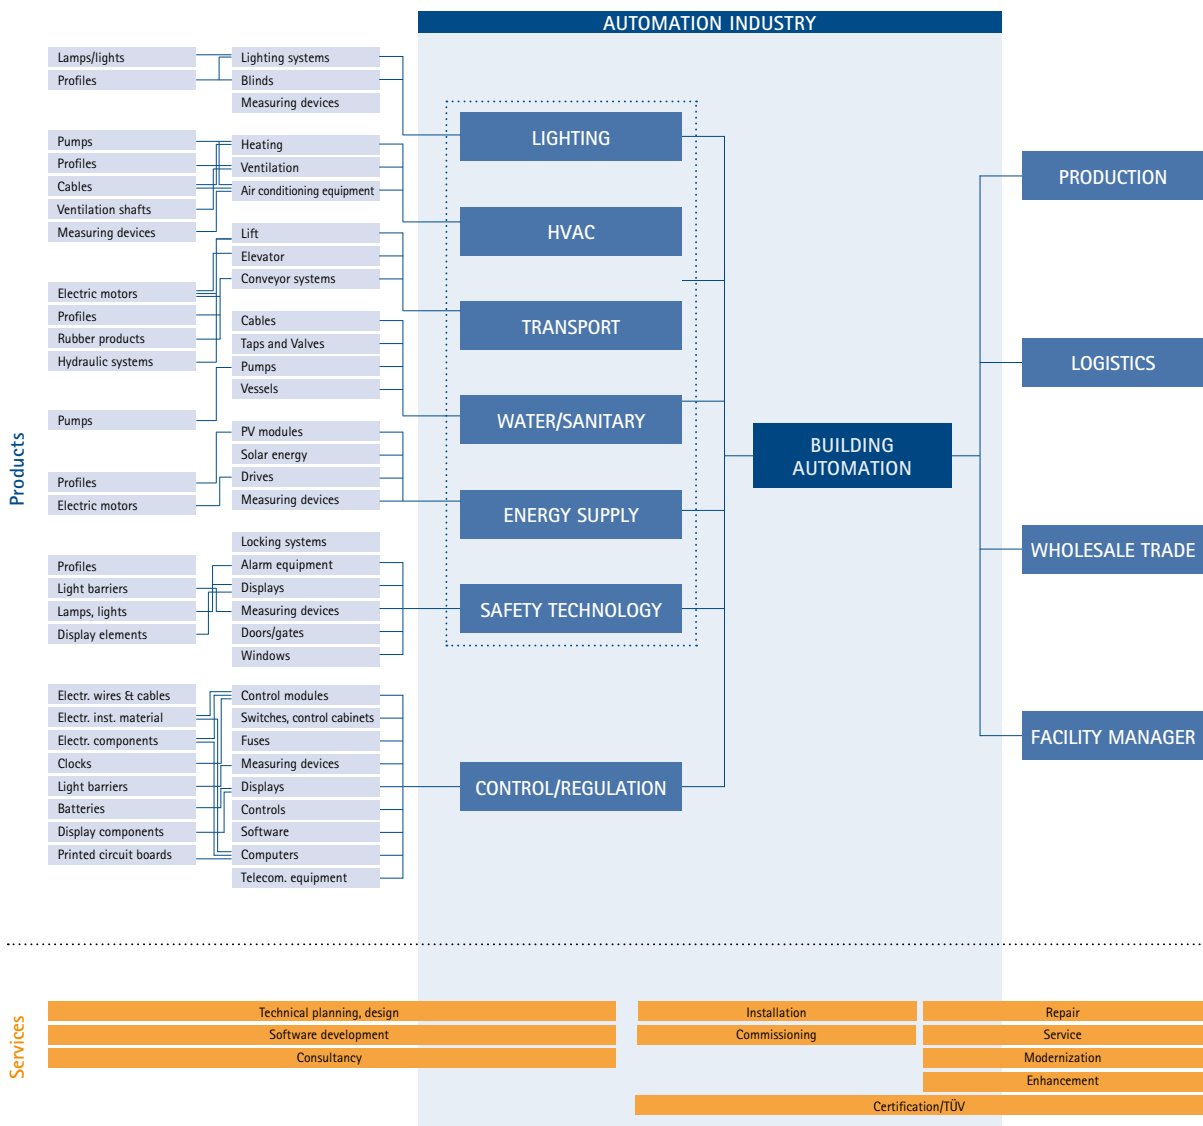 AUTOMATION INDUSTRY
Products
Lamps/lights
Profiles
Lighting systems
Blinds
Measuring devices
Pumps
Profiles
Cables
Ventilation shafts
Measuring devices
Heating
Ventilation
Air conditioning equipment
Electric motors
Profiles
Rubber products
Hydraulic systems
Lift
Elevator
Conveyor systems
Pumps
Cables
Taps and Valves
Pumps
Vessels
Profiles
Electric motors
PV modules
Solar energy
Drives
Measuring devices
Profiles
Light barriers
Lamps, lights
Display elements
Locking systems
Alarm equipment
Displays
Measuring devices
Doors/gates
Windows
Electr. wires & cables
Electr. inst. material
Electr. components
Clocks
Light barriers
Batteries
Display components
Printed circuit boards
Control modules
Switches, control cabinets
Fuses
Measuring devices
Displays
Controls
Software
Computers
Telecom. equipment
LIGHTING
HVAC
TRANSPORT
WATER/SANITARY
ENERGY SUPPLY
SAFETY TECHNOLOGY
CONTROL/REGULATION
BUILDING
AUTOMATION
PRODUCTION
LOGISTICS
WHOLESALE TRADE
FACILITY MANAGER
Services
Technical planning, design
Software development
Consultancy
Installation
Commissioning
Repair
Service
Modernization
Enhancement
Certification/TÜV